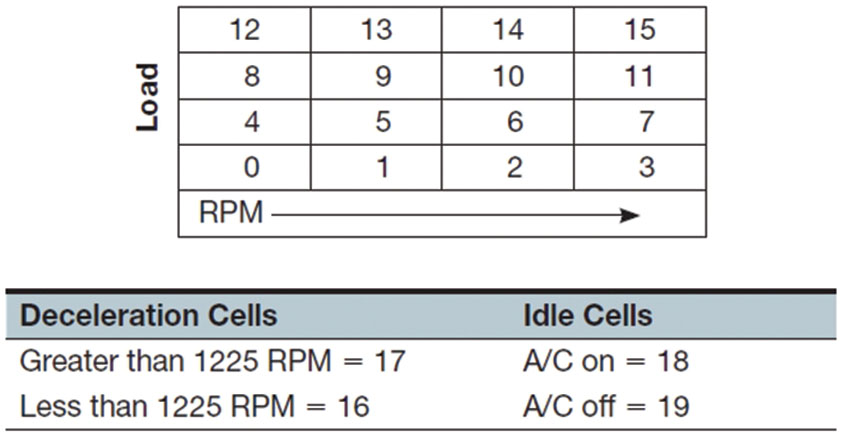 12 13 14 15
Load
8 9 10 11
4 5 6 7
0 1 2 3
RPM
Deceleration Cells Idle Cells
Greater than 1225 RPM = 17 A/C on = 18
Less than 1225 RPM = 16 A/C off = 19